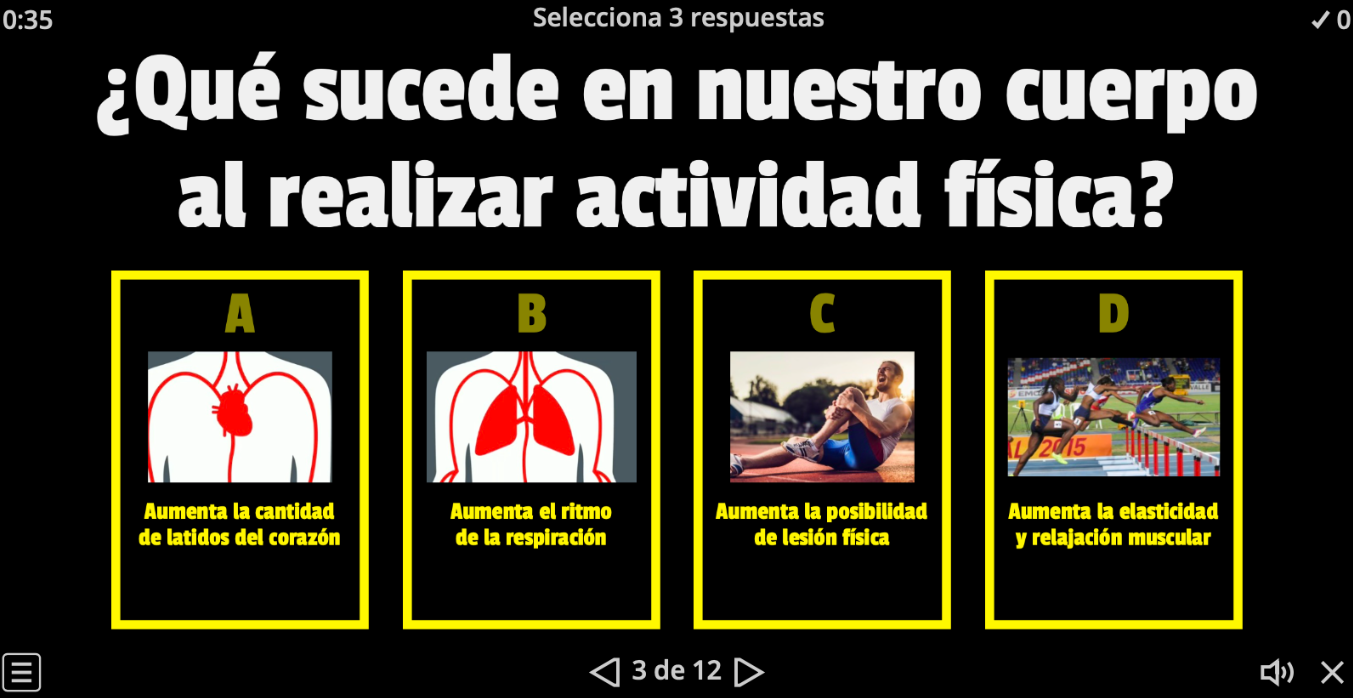 0:35
Selecciona 3 respuestas
✓ 0
¿Qué sucede en nuestro cuerpo
al realizar actividad física?
A
Aumenta la cantidad
de latidos del corazón
B
Aumenta el ritmo
de la respiración
C
Aumenta la posibilidad
de lesión física
D
2015
Aumenta la elasticidad
y relajación muscular
3 de 12